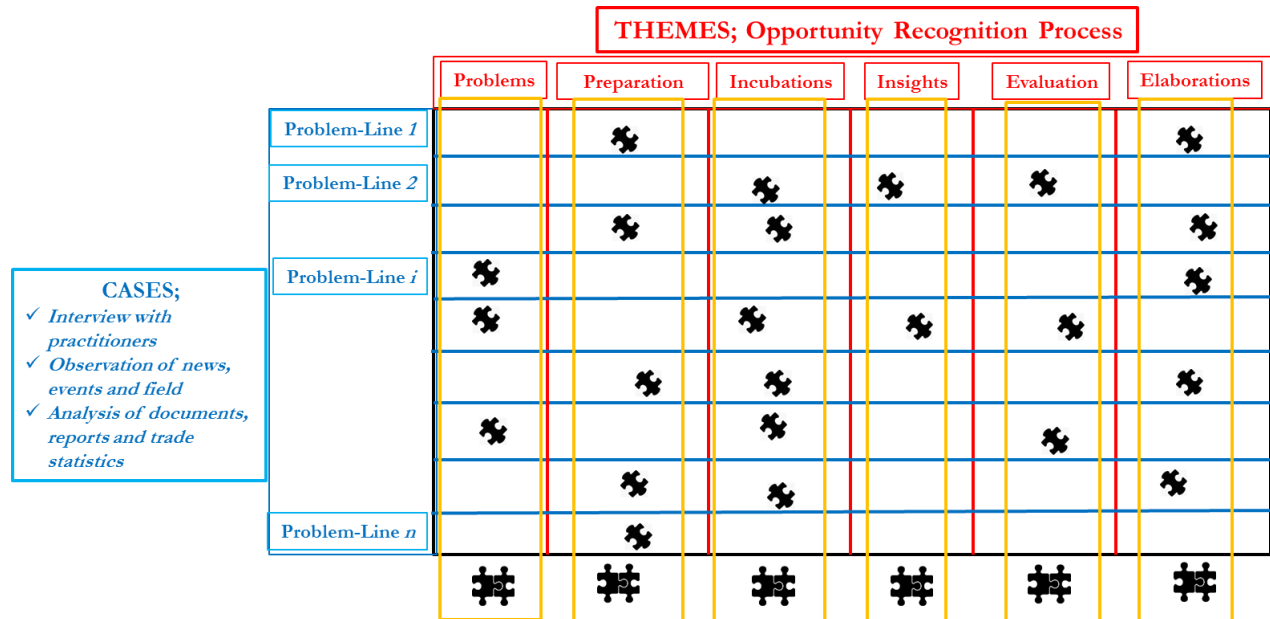 THEMES; Opportunity Recognition Process
Problems
Preparation
Incubations
Insights
Evaluation
Elaborations
Problem-Line 1
Problem-Line 2
Problem-Line i
Problem-Line n
CASES;
✓ Interview with
practitioners
✓ Observation of news,
events and field
✓ Analysis of documents,
reports and trade
statistics